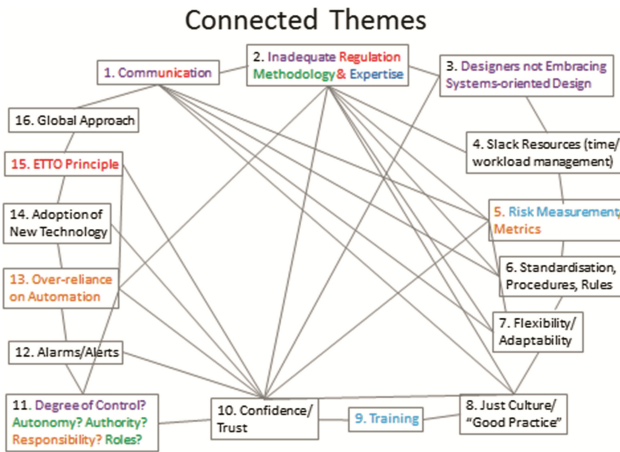 Connected Themes
1. Communication
2. Inadequate Regulation
Methodology & Expertise
3. Designers not Embracing
Systems-oriented Design
16. Global Approach
4. Slack Resources (time/
workload management)
15. ETTO Principle
14. Adoption of
New Technology
5. Risk Measurement,
Metrics
13. Over-reliance
on Automation
6. Standardisation,
Procedures, Rules
7. Flexibility/
Adaptability
12. Alarms/Alerts
11. Degree of Control?
Autonomy? Authority?
Responsibility? Roles?
10. Confidence/
Trust
9. Training
8. Just Culture/
“Good Practice”